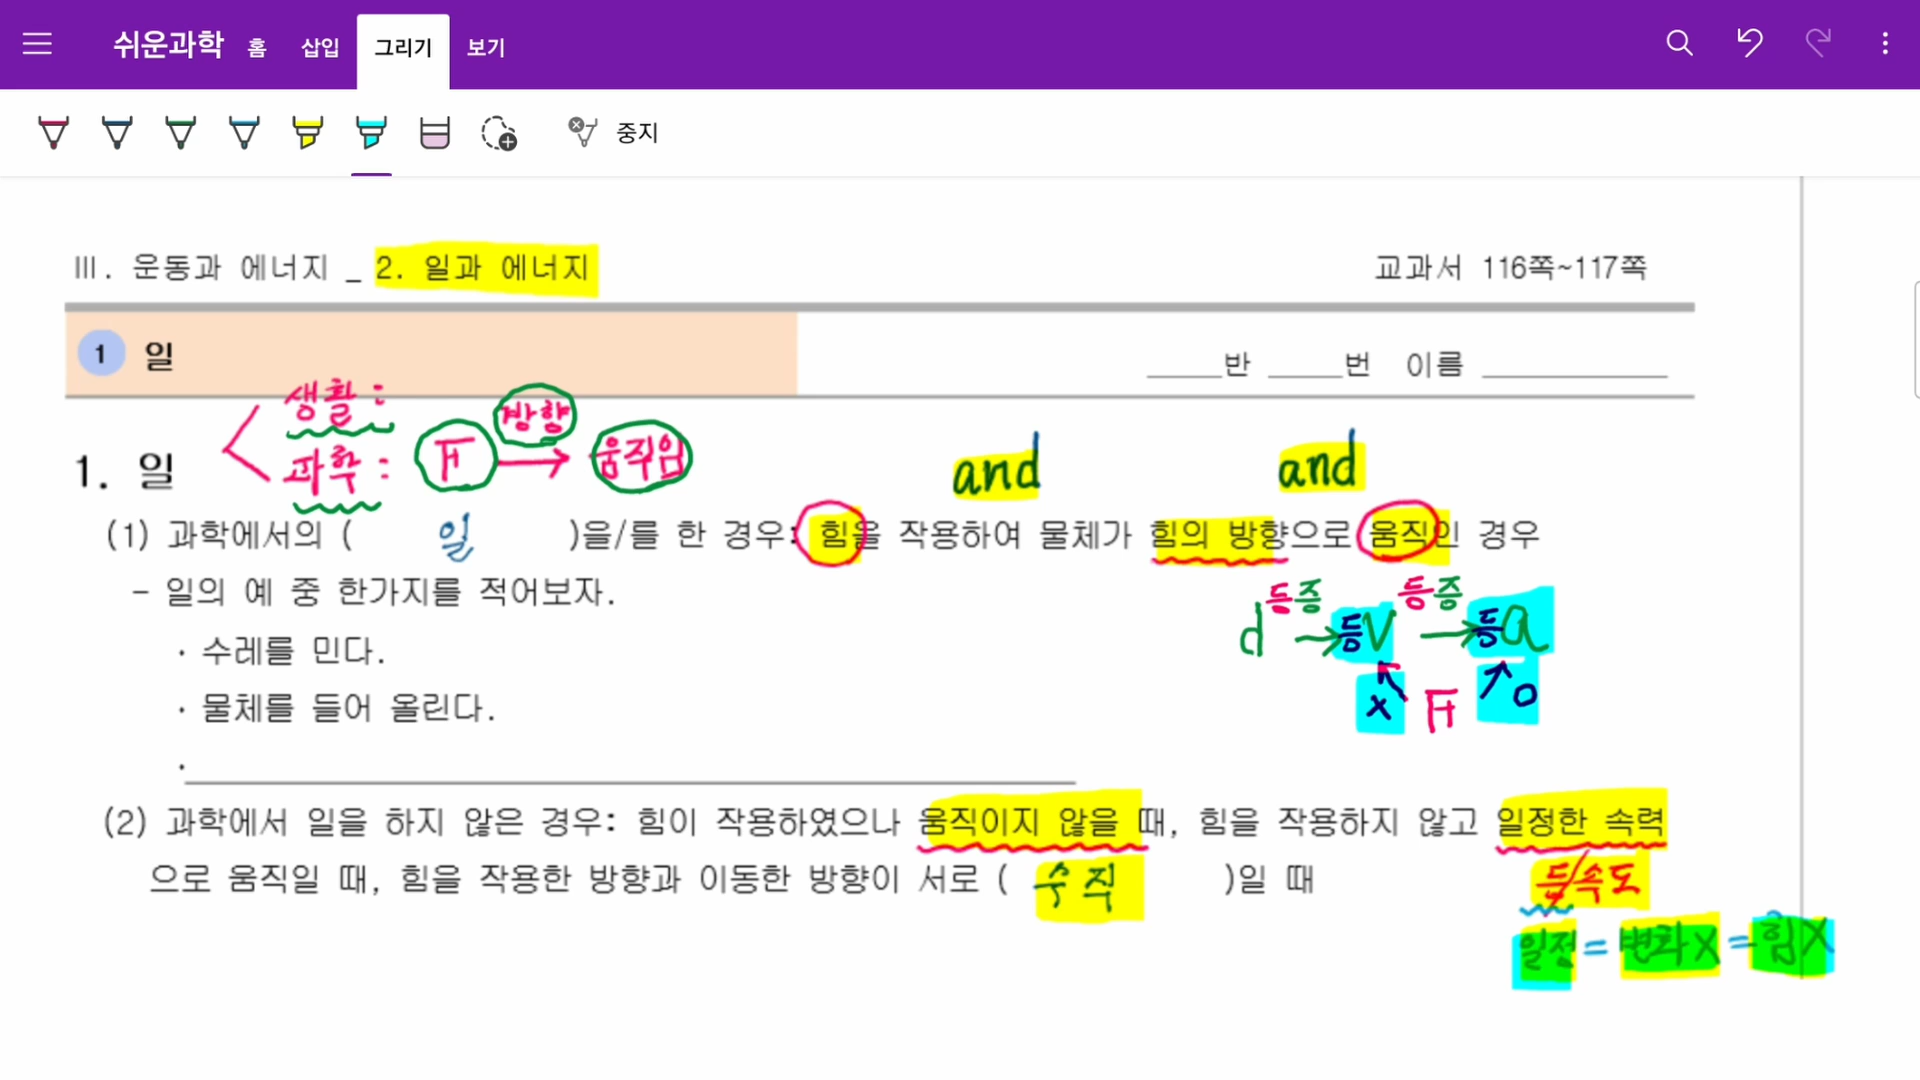 쉬운과학 홈 삽입 그리기 보기
중지
Ⅲ. 운동과 에너지 _ 2. 일과 에너지 교과서 116쪽~117쪽
1 일 ____반 ____번 이름 __________
생활 :
과학 : F 방향 → 움직임
1. 일
and and
(1) 과학에서의 ( 일 )을/를 한 경우: 힘을 작용하여 물체가 힘의 방향으로 움직인 경우
- 일의 예 중 한가지를 적어보자.
등증 등증
d → 등V → 등a
· 수레를 민다.
x F o
· 물체를 들어 올린다.
·
(2) 과학에서 일을 하지 않은 경우: 힘이 작용하였으나 움직이지 않을 때, 힘을 작용하지 않고 일정한 속력
으로 움직일 때, 힘을 작용한 방향과 이동한 방향이 서로 ( 수직 )일 때
등/속도
일정 = 변화X = 힘X